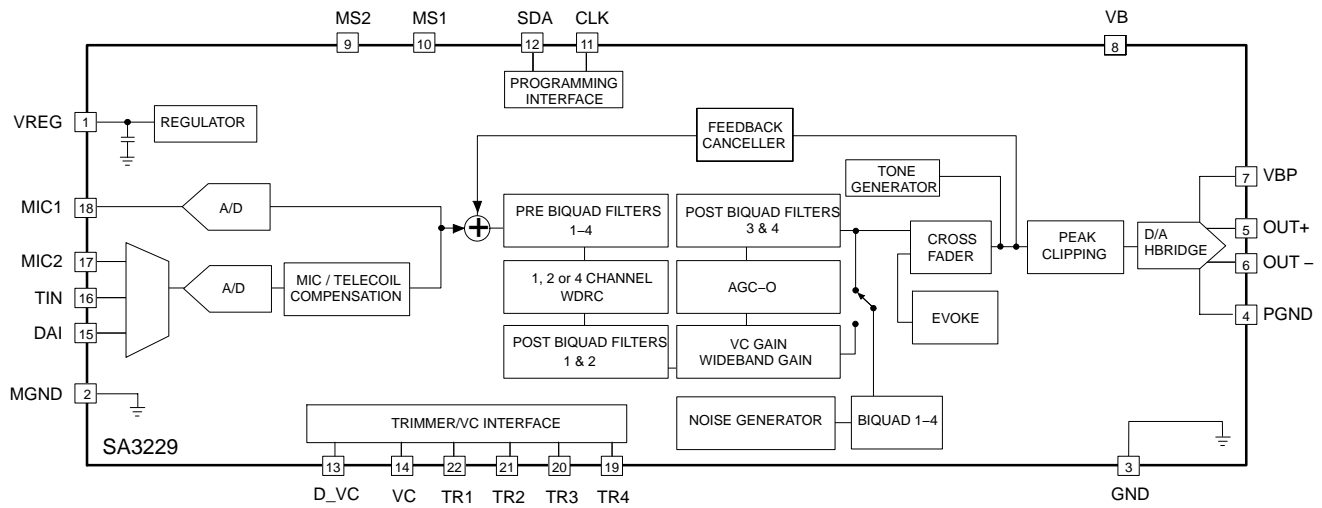 MS2 MS1 SDA CLK VB
9 10 12 11 8
PROGRAMMING
INTERFACE
VREG 1 REGULATOR
FEEDBACK
CANCELLER
TONE
GENERATOR
7 VBP
MIC1 18 A/D
PRE BIQUAD FILTERS
1–4
POST BIQUAD FILTERS
3 & 4
CROSS
FADER
PEAK
CLIPPING
D/A
HBRIDGE
5 OUT+
6 OUT –
MIC2 17
TIN 16
DAI 15
A/D
MIC / TELECOIL
COMPENSATION
1, 2 or 4 CHANNEL
WDRC
AGC–O
EVOKE
4 PGND
POST BIQUAD FILTERS
1 & 2
VC GAIN
WIDEBAND GAIN
MGND 2
NOISE GENERATOR
BIQUAD 1–4
TRIMMER/VC INTERFACE
SA3229
13 14 22 21 20 19 3
D_VC VC TR1 TR2 TR3 TR4 GND